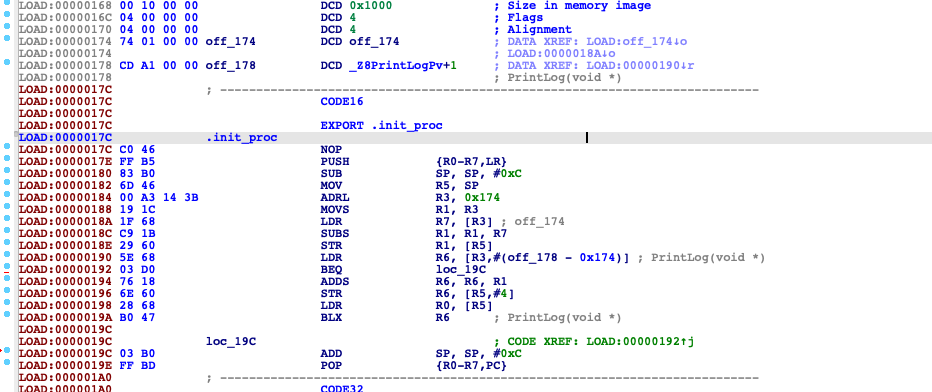 LOAD:00000168 00 10 00 00 DCD 0x1000 ; Size in memory image
LOAD:0000016C 04 00 00 00 DCD 4 ; Flags
LOAD:00000170 04 00 00 00 DCD 4 ; Alignment
LOAD:00000174 74 01 00 00 off_174 DCD off_174 ; DATA XREF: LOAD:off_174↓o
LOAD:00000174 ; LOAD:0000018A↓o
LOAD:00000178 CD A1 00 00 off_178 DCD _Z8PrintLogPv+1 ; DATA XREF: LOAD:00000190↓r
LOAD:00000178 ; PrintLog(void *)
LOAD:0000017C ; ---------------------------------------------------------------------------
LOAD:0000017C CODE16
LOAD:0000017C
LOAD:0000017C EXPORT .init_proc
LOAD:0000017C .init_proc
LOAD:0000017C C0 46 NOP
LOAD:0000017E FF B5 PUSH {R0-R7,LR}
LOAD:00000180 83 B0 SUB SP, SP, #0xC
LOAD:00000182 6D 46 MOV R5, SP
LOAD:00000184 00 A3 14 3B ADRL R3, 0x174
LOAD:00000188 19 1C MOVS R1, R3
LOAD:0000018A 1F 68 LDR R7, [R3] ; off_174
LOAD:0000018C C9 1B SUBS R1, R1, R7
LOAD:0000018E 29 60 STR R1, [R5]
LOAD:00000190 5E 68 LDR R6, [R3,#(off_178 - 0x174)] ; PrintLog(void *)
LOAD:00000192 03 D0 BEQ loc_19C
LOAD:00000194 76 18 ADDS R6, R6, R1
LOAD:00000196 6E 60 STR R6, [R5,#4]
LOAD:00000198 28 68 LDR R0, [R5]
LOAD:0000019A B0 47 BLX R6 ; PrintLog(void *)
LOAD:0000019C
LOAD:0000019C loc_19C ; CODE XREF: LOAD:00000192↑j
LOAD:0000019C 03 B0 ADD SP, SP, #0xC
LOAD:0000019E FF BD POP {R0-R7,PC}
LOAD:000001A0 ; ---------------------------------------------------------------------------
LOAD:000001A0 CODE32